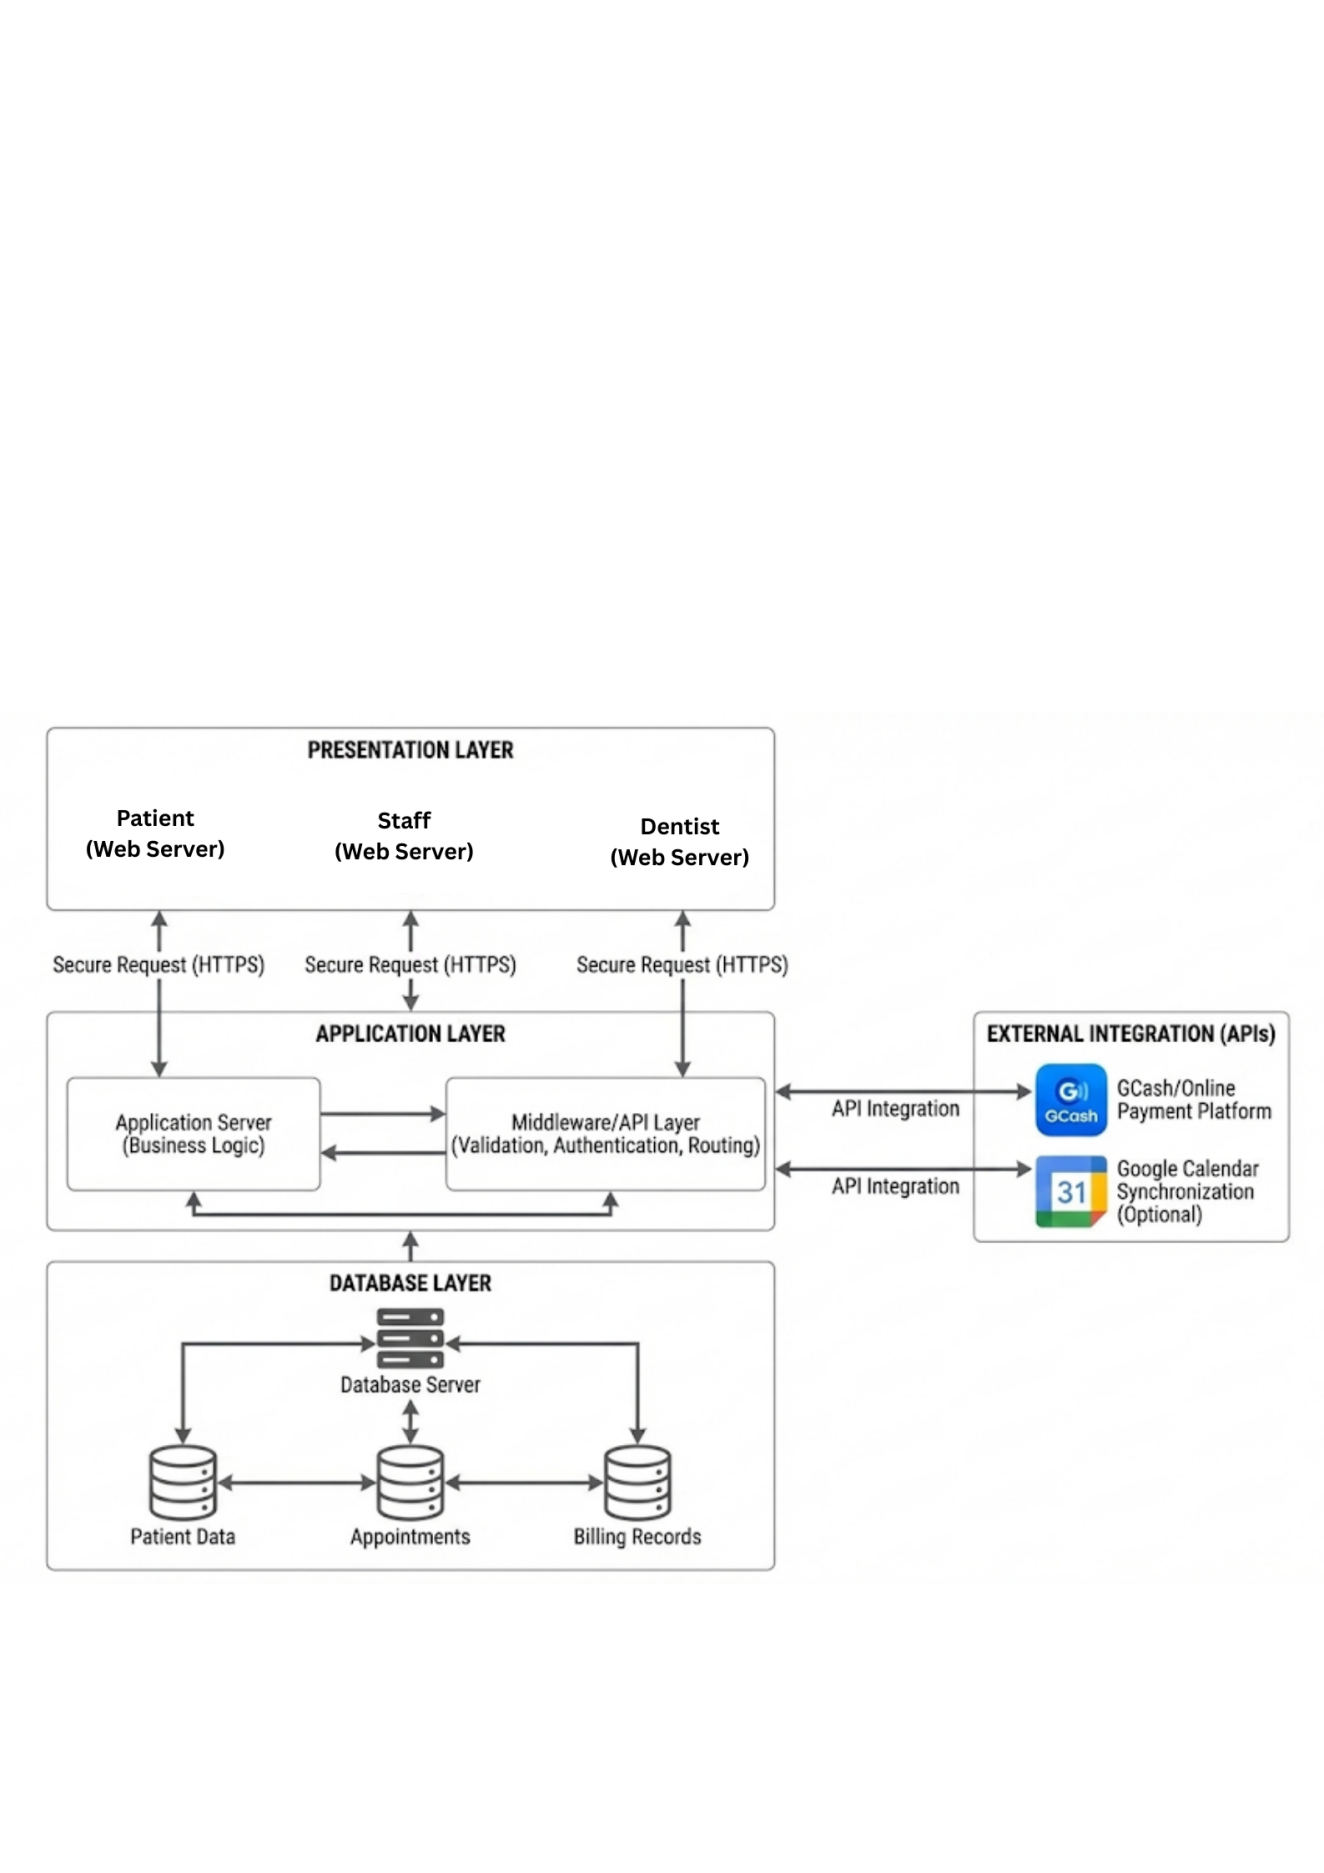 PRESENTATION LAYER
Patient
(Web Server)
Staff
(Web Server)
Dentist
(Web Server)
Secure Request (HTTPS)
Secure Request (HTTPS)
Secure Request (HTTPS)
APPLICATION LAYER
Application Server
(Business Logic)
Middleware/API Layer
(Validation, Authentication, Routing)
API Integration
API Integration
EXTERNAL INTEGRATION (APIs)
G
GCash
GCash/Online
Payment Platform
31
Google Calendar
Synchronization
(Optional)
DATABASE LAYER
Database Server
Patient Data
Appointments
Billing Records